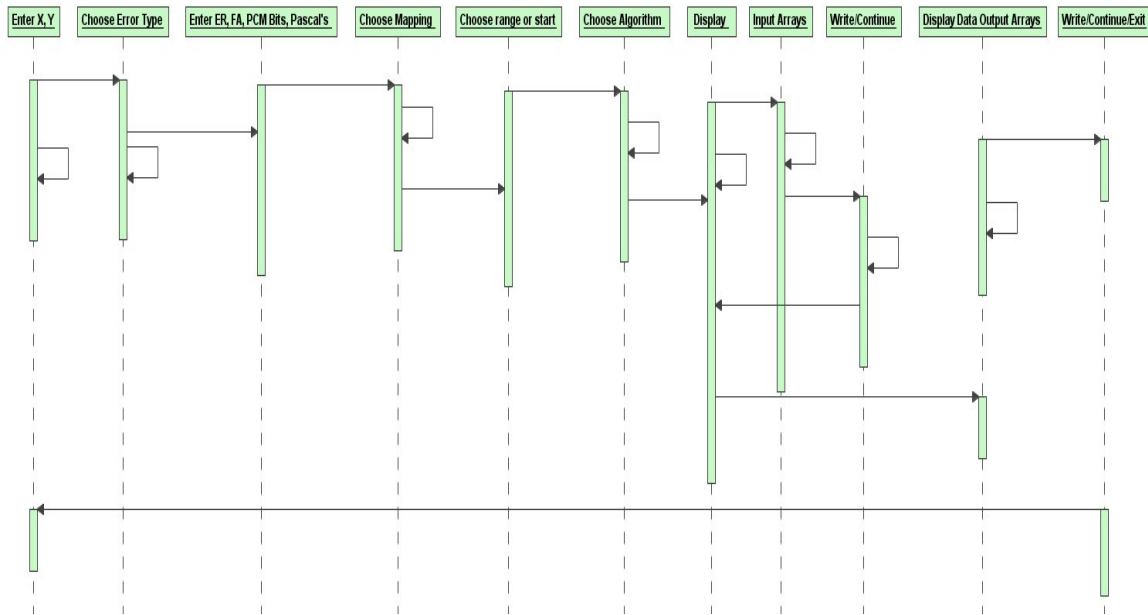 Enter X, Y
Choose Error Type
Enter ER, FA, PCM Bits, Pascal's
Choose Mapping
Choose range or start
Choose Algorithm
Display
Input Arrays
Write/Continue
Display Data Output Arrays
Write/Continue/Exit